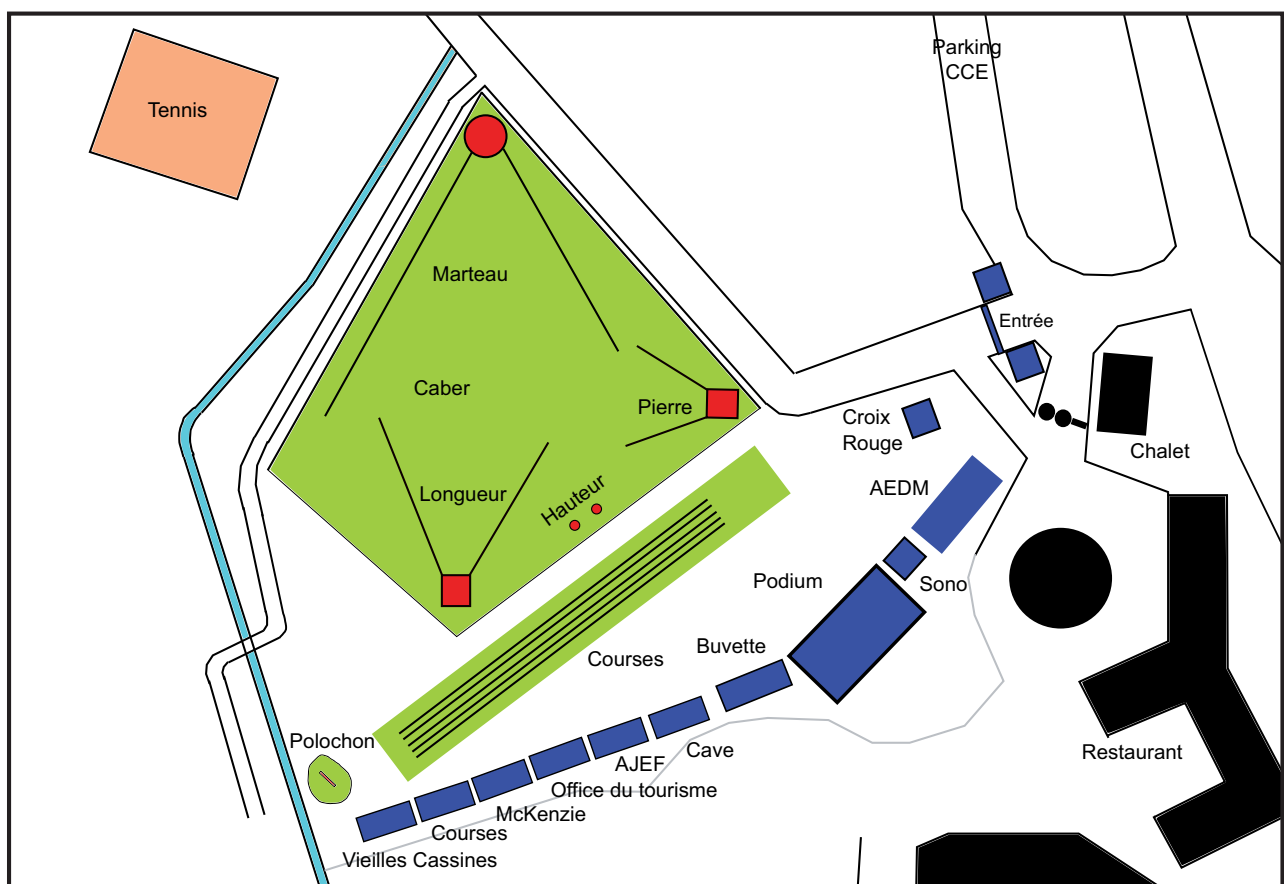 Parking
CCE
Tennis
Marteau
Entrée
Caber
Pierre
Croix
Rouge
Chalet
Longueur
Hauteur
AEDM
Podium
Sono
Courses
Buvette
Polochon
Cave
Restaurant
AJEF
Office du tourisme
McKenzie
Courses
Vieilles Cassines